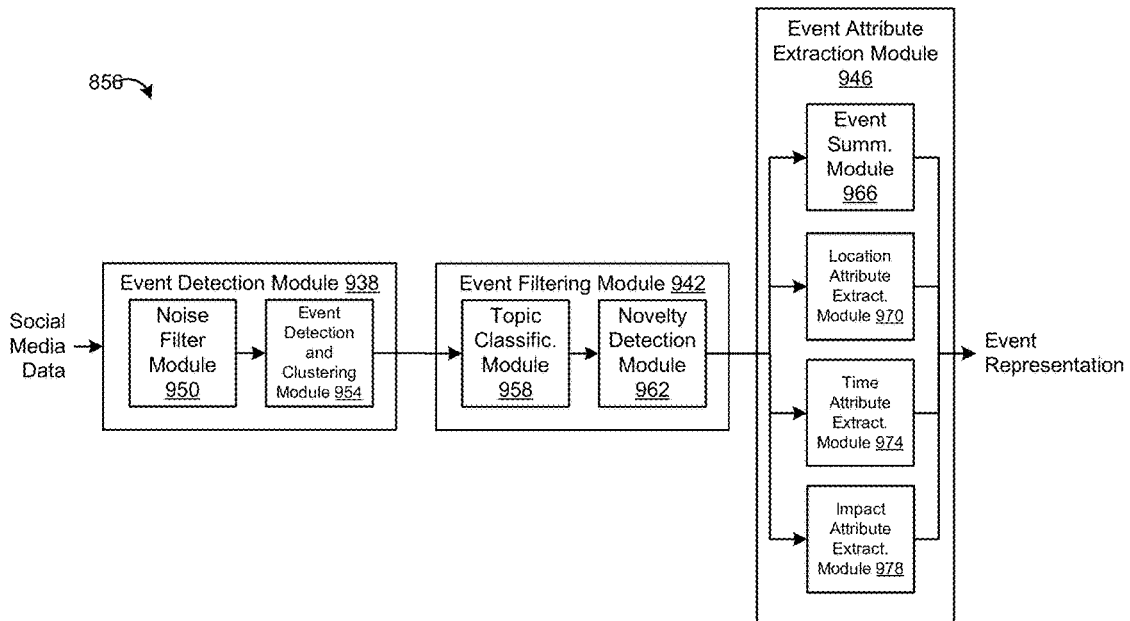 856
Social
Media
Data
Event Detection Module 938
Noise
Filter
Module
950
Event
Detection
and
Clustering
Module 954
Event Filtering Module 942
Topic
Classific.
Module
958
Novelty
Detection
Module
962
Event Attribute
Extraction Module
946
Event
Summ.
Module
966
Location
Attribute
Extract.
Module 970
Time
Attribute
Extract.
Module 974
Impact
Attribute
Extract.
Module 978
Event
Representation